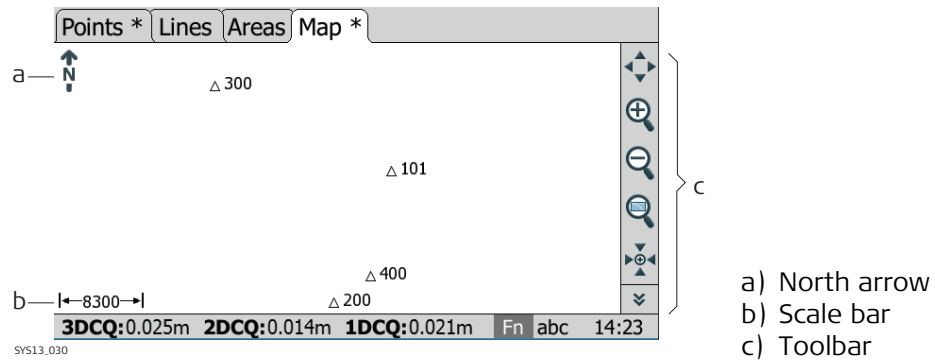 Points * Lines Areas Map *
a
N
300
101
c
400
b
8300
200
3DCQ:0.025m 2DCQ:0.014m 1DCQ:0.021m Fn abc 14:23
SYS13_030
a) North arrow
b) Scale bar
c) Toolbar